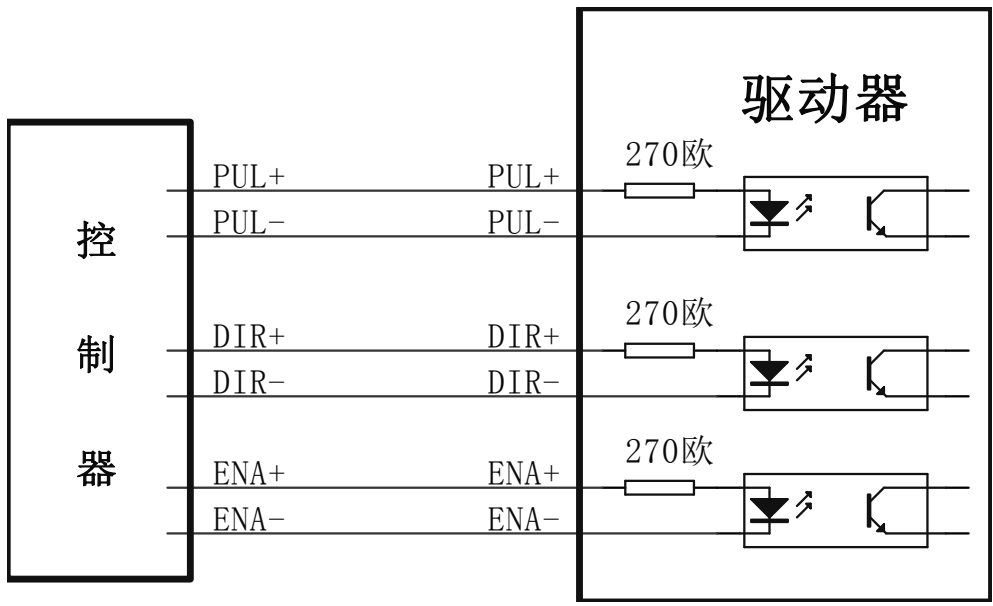 驱动器
270欧
PUL+ PUL+
PUL- PUL-
控
制
器
270欧
DIR+ DIR+
DIR- DIR-
270欧
ENA+ ENA+
ENA- ENA-